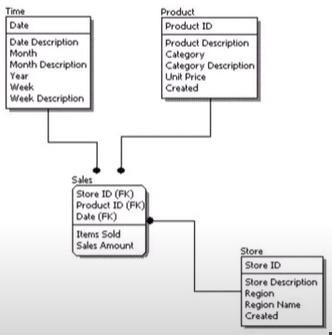 Time
Date
Date Description
Month
Month Description
Year
Week
Week Description
Product
Product ID
Product Description
Category
Category Description
Unit Price
Created
Sales
Store ID (FK)
Product ID (FK)
Date (FK)
Items Sold
Sales Amount
Store
Store ID
Store Description
Region
Region Name
Created